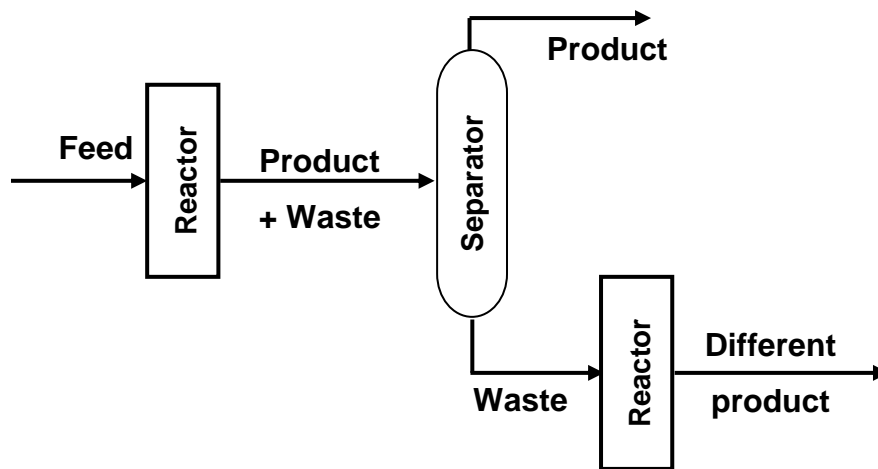 Product
Feed
Reactor
Product
+ Waste
Separator
Waste
Reactor
Different
product